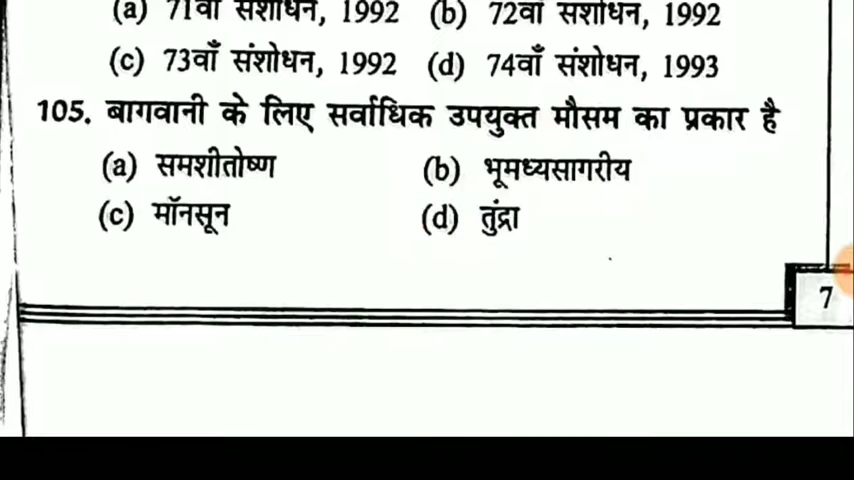 (a) 71वाँ संशोधन, 1992 (b) 72वाँ संशोधन, 1992
(c) 73वाँ संशोधन, 1992 (d) 74वाँ संशोधन, 1993
105. बागवानी के लिए सर्वाधिक उपयुक्त मौसम का प्रकार है
(a) समशीतोष्ण (b) भूमध्यसागरीय
(c) मॉनसून (d) तुंद्रा
7